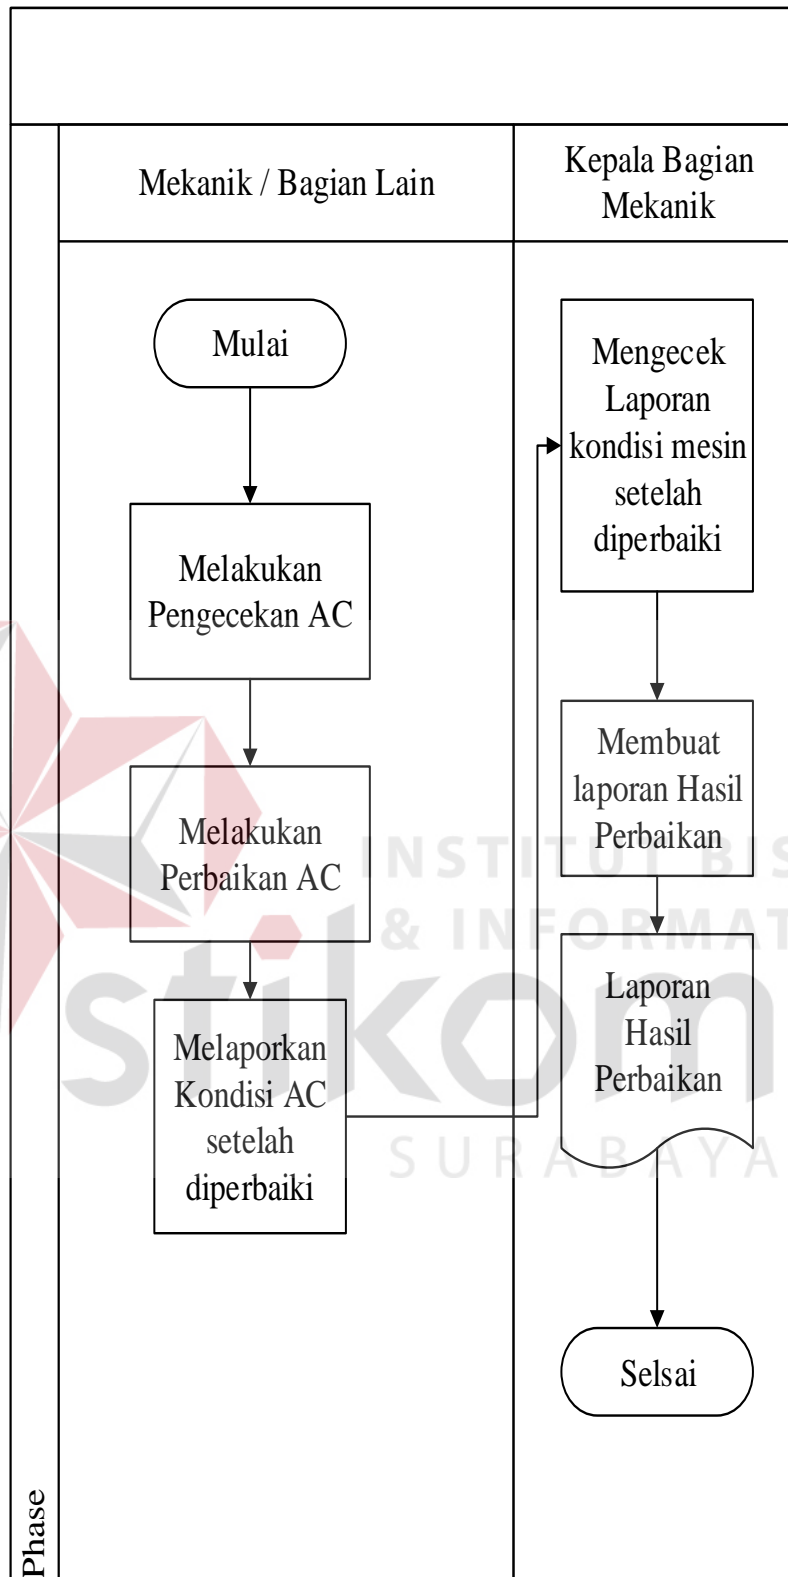 Mekanik / Bagian Lain
Kepala Bagian
Mekanik
Mulai
Melakukan
Pengecekan AC
Melakukan
Perbaikan AC
Melaporkan
Kondisi AC
setelah
diperbaiki
Mengecek
Laporan
kondisi mesin
setelah
diperbaiki
Membuat
laporan Hasil
Perbaikan
Laporan
Hasil
Perbaikan
Selsai
Phase
INSTITUT BIS
& INFORMAT
stikom
SURABAYA